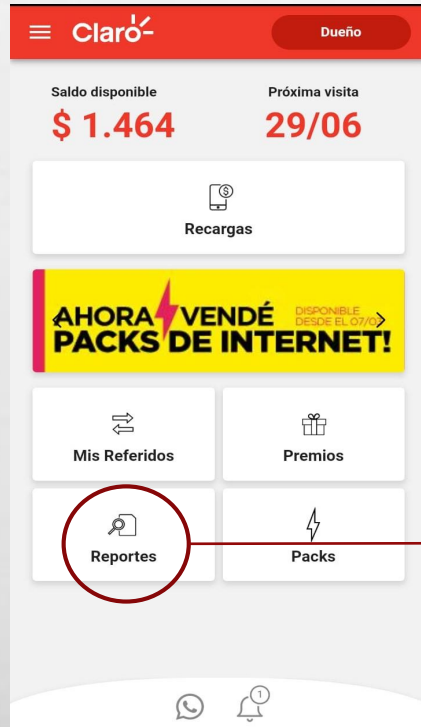 Claro
Dueño
Saldo disponible
Próxima visita
$ 1.464
29/06
Recargas
AHORA VENDÉ
DISPONIBLE
DESDE EL 07/03
PACKS DE INTERNET!
Mis Referidos
Premios
Reportes
Packs
1